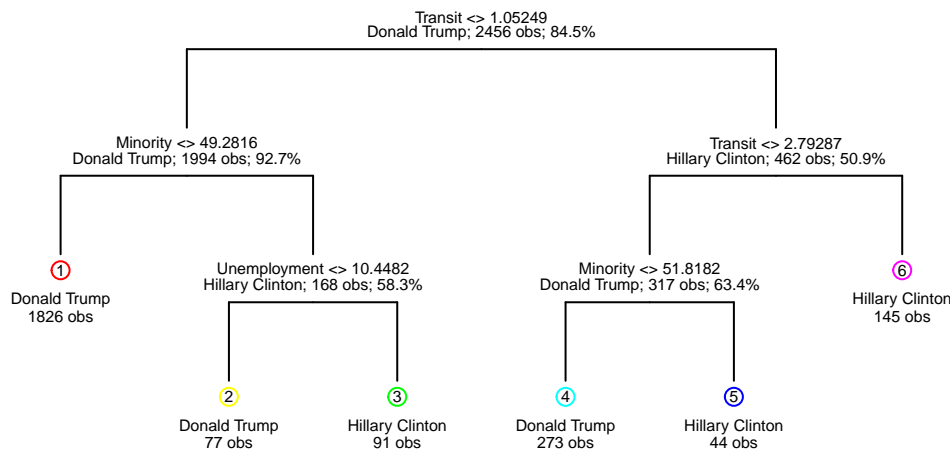 Transit <> 1.05249
Donald Trump; 2456 obs; 84.5%
Minority <> 49.2816
Donald Trump; 1994 obs; 92.7%
Transit <> 2.79287
Hillary Clinton; 462 obs; 50.9%
1
Donald Trump
1826 obs
Unemployment <> 10.4482
Hillary Clinton; 168 obs; 58.3%
Minority <> 51.8182
Donald Trump; 317 obs; 63.4%
6
Hillary Clinton
145 obs
2
Donald Trump
77 obs
3
Hillary Clinton
91 obs
4
Donald Trump
273 obs
5
Hillary Clinton
44 obs